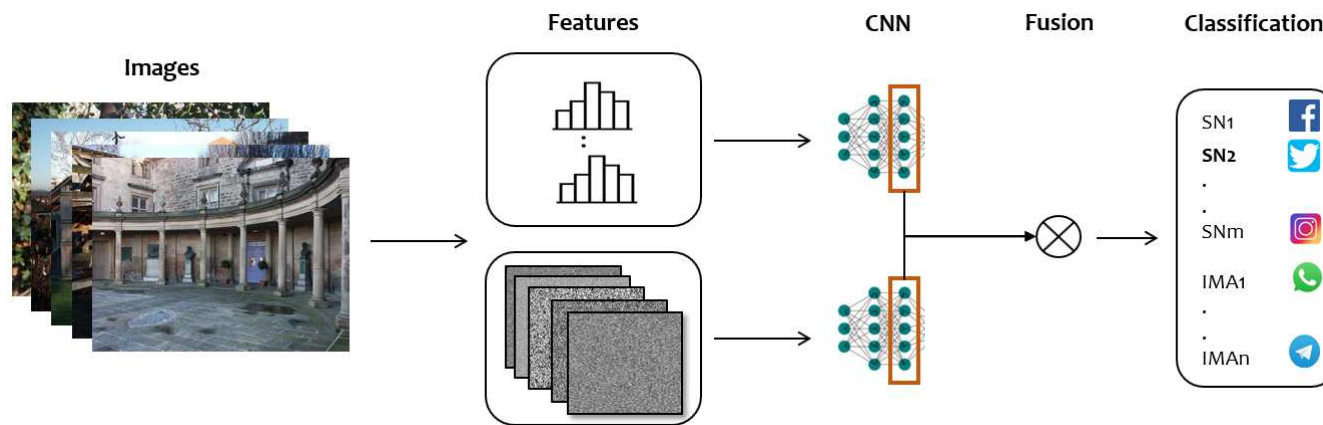 Features
CNN
Fusion
Classification
Images
SN1
SN2
.
.
SNm
IMA1
.
.
IMAn